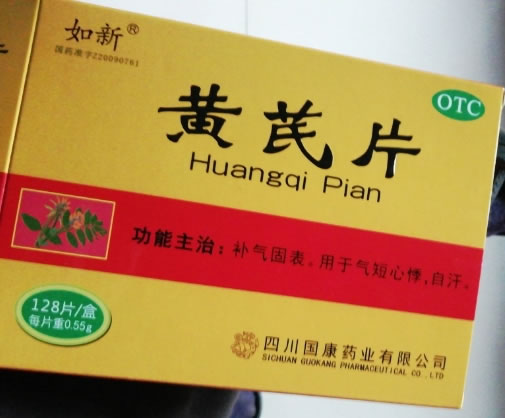 如新®
国药准字Z20090761
OTC
黄芪片
Huangqi Pian
功能主治：补气固表。用于气短心悸,自汗。
128片/盒
每片重0.55g
四川国康药业有限公司
SICHUAN GUOKANG PHARMACEUTICAL CO.,LTD
片